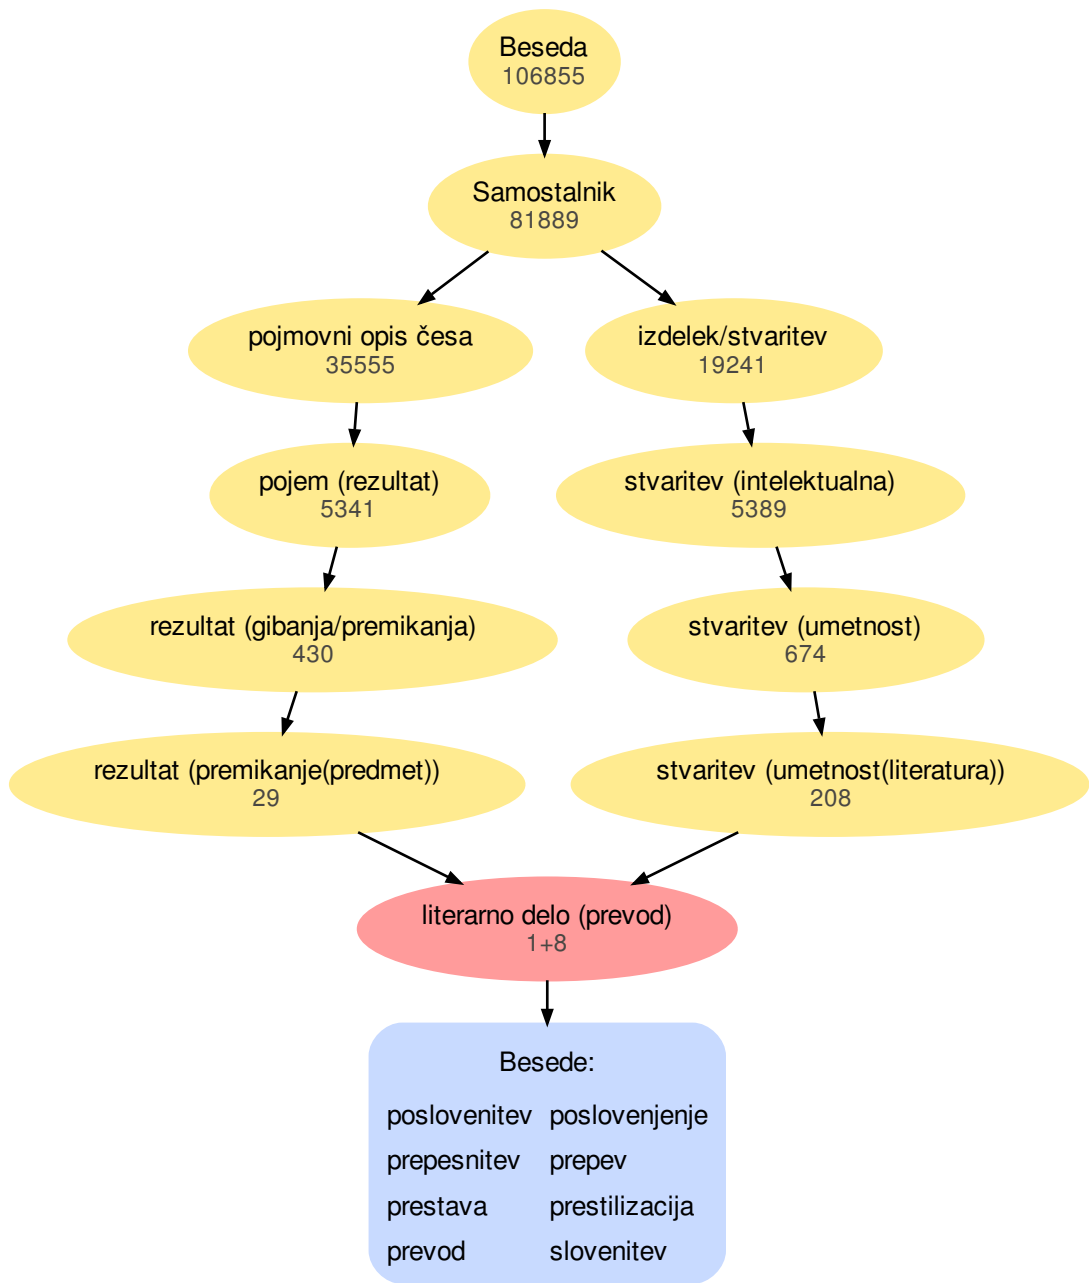 Beseda
106855
Samostalnik
81889
pojmovni opis česa
35555
izdelek/stvaritev
19241
pojem (rezultat)
5341
stvaritev (intelektualna)
5389
rezultat (gibanja/premikanja)
430
stvaritev (umetnost)
674
rezultat (premikanje(predmet))
29
stvaritev (umetnost(literatura))
208
literarno delo (prevod)
1+8
Besede:
poslovenitev poslovenjenje
prepesnitev prepev
prestava prestilizacija
prevod slovenitev